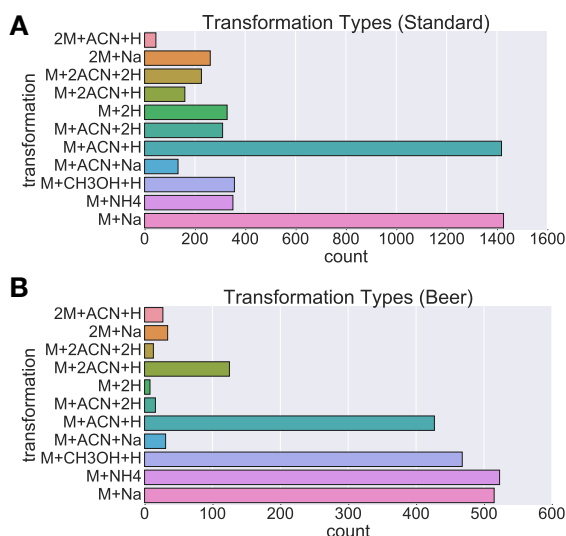 A
Transformation Types (Standard)
transformation
2M+ACN+H
2M+Na
M+2ACN+2H
M+2ACN+H
M+2H
M+ACN+2H
M+ACN+H
M+ACN+Na
M+CH3OH+H
M+NH4
M+Na
0 200 400 600 800 1000 1200 1400 1600
count
B
Transformation Types (Beer)
transformation
2M+ACN+H
2M+Na
M+2ACN+2H
M+2ACN+H
M+2H
M+ACN+2H
M+ACN+H
M+ACN+Na
M+CH3OH+H
M+NH4
M+Na
0 100 200 300 400 500 600
count